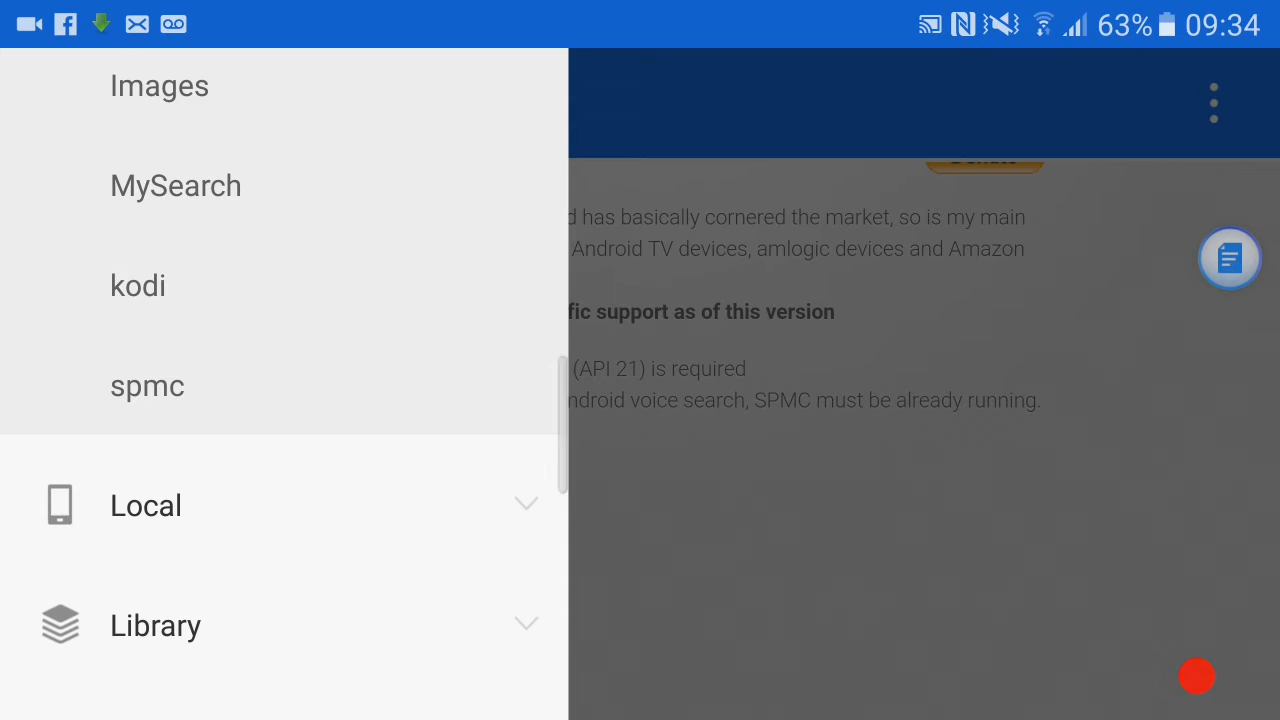 63% 09:34
Images
MySearch
kodi
spmc
Local
Library
d has basically cornered the market, so is my main
Android TV devices, amlogic devices and Amazon
fic support as of this version
(API 21) is required
ndroid voice search, SPMC must be already running.